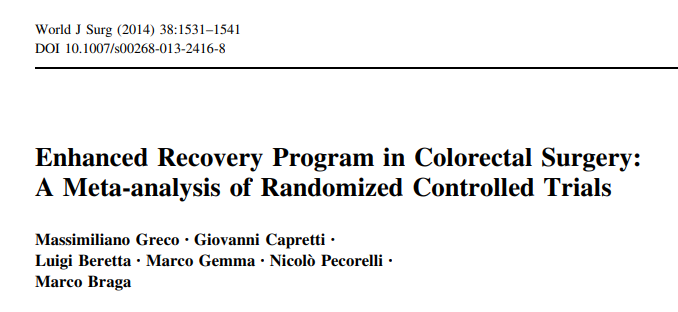 World J Surg (2014) 38:1531–1541
DOI 10.1007/s00268-013-2416-8
Enhanced Recovery Program in Colorectal Surgery:
A Meta-analysis of Randomized Controlled Trials
Massimiliano Greco · Giovanni Capretti ·
Luigi Beretta · Marco Gemma · Nicolò Pecorelli ·
Marco Braga